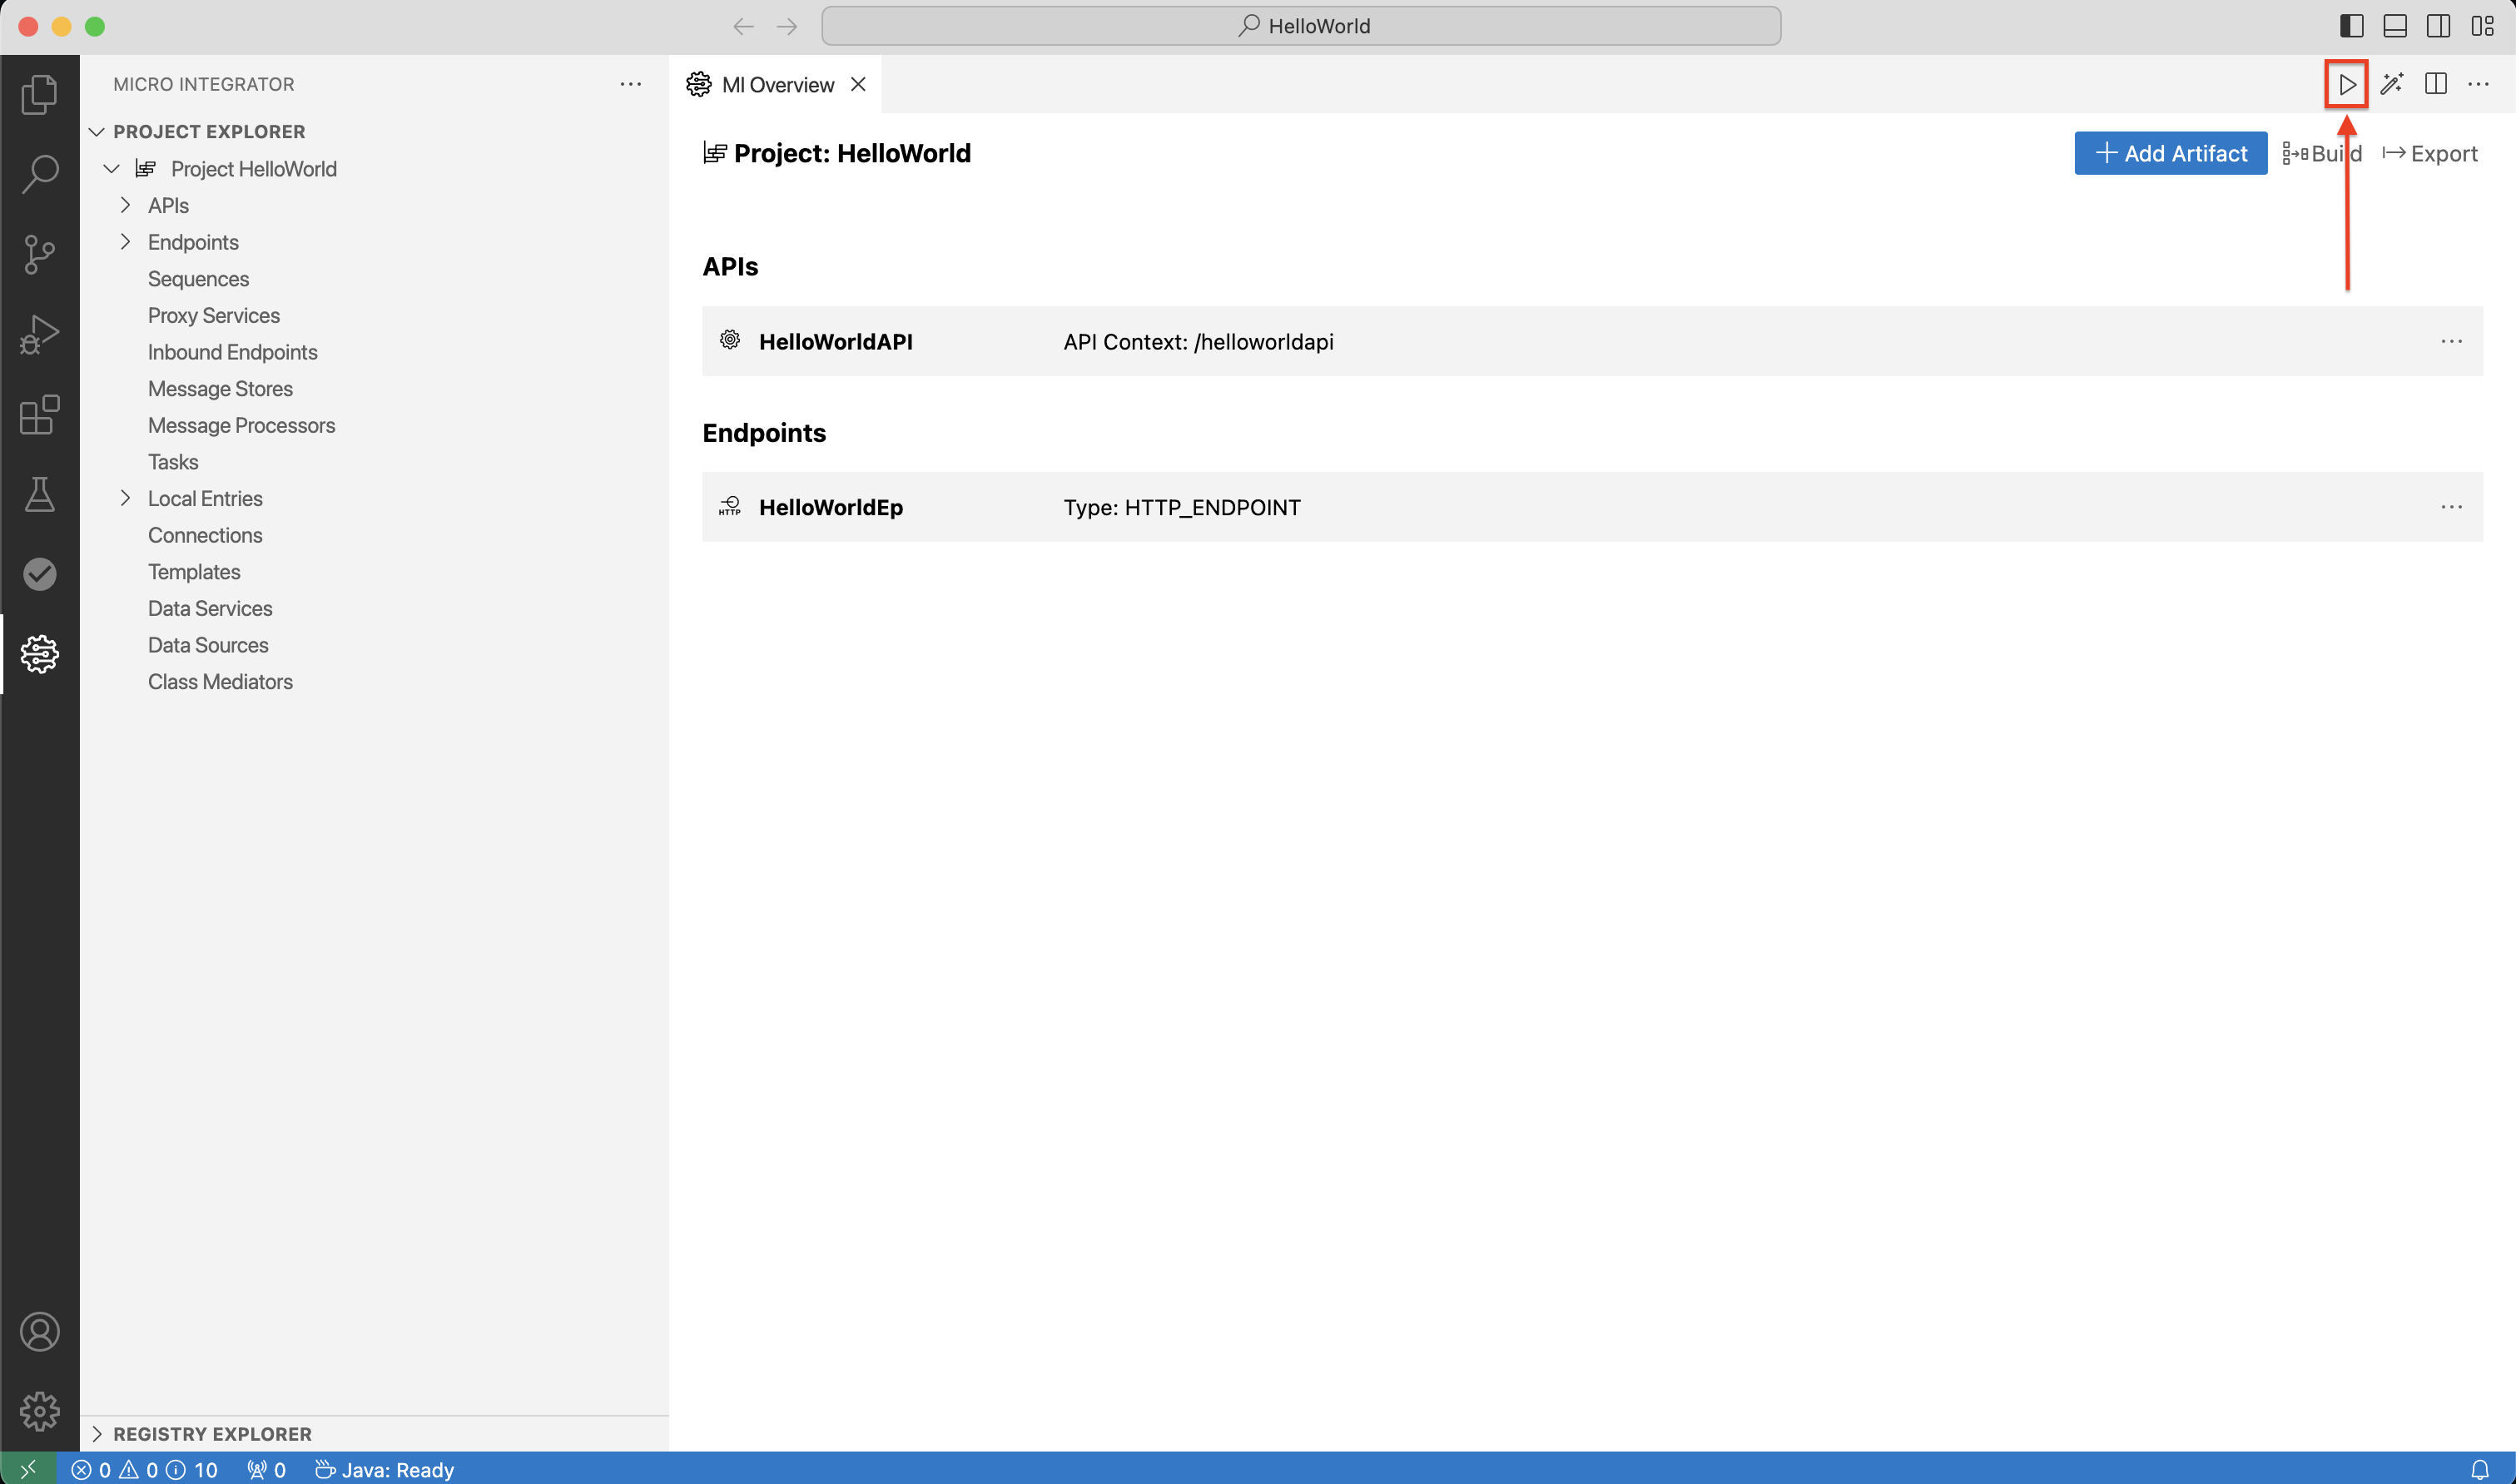 HelloWorld
MICRO INTEGRATOR
PROJECT EXPLORER
Project HelloWorld
APIs
Endpoints
Sequences
Proxy Services
Inbound Endpoints
Message Stores
Message Processors
Tasks
Local Entries
Connections
Templates
Data Services
Data Sources
Class Mediators
REGISTRY EXPLORER
MI Overview
Project: HelloWorld
Add Artifact
Build
Export
APIs
HelloWorldAPI API Context: /helloworldapi
Endpoints
HTTP HelloWorldEp Type: HTTP_ENDPOINT
0 0 10 0 Java: Ready